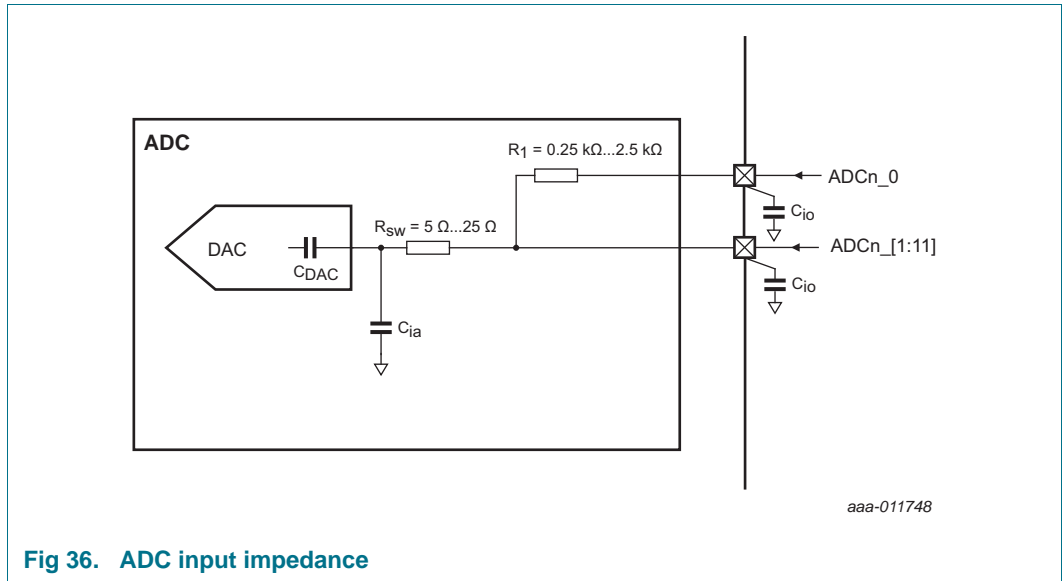 ADC
R1 = 0.25 kΩ...2.5 kΩ
ADCn_0
Cio
Rsw = 5 Ω...25 Ω
DAC
CDAC
ADCn_[1:11]
Cio
Cia
aaa-011748
Fig 36. ADC input impedance